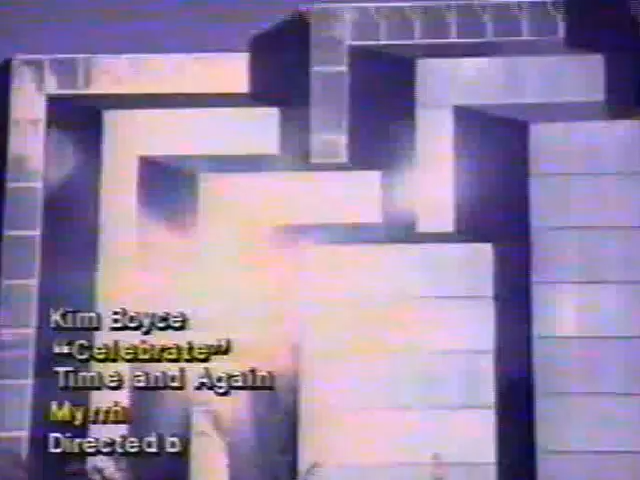 Kim Boyce
“Celebrate”
Time and Again
Myrrh
Directed b